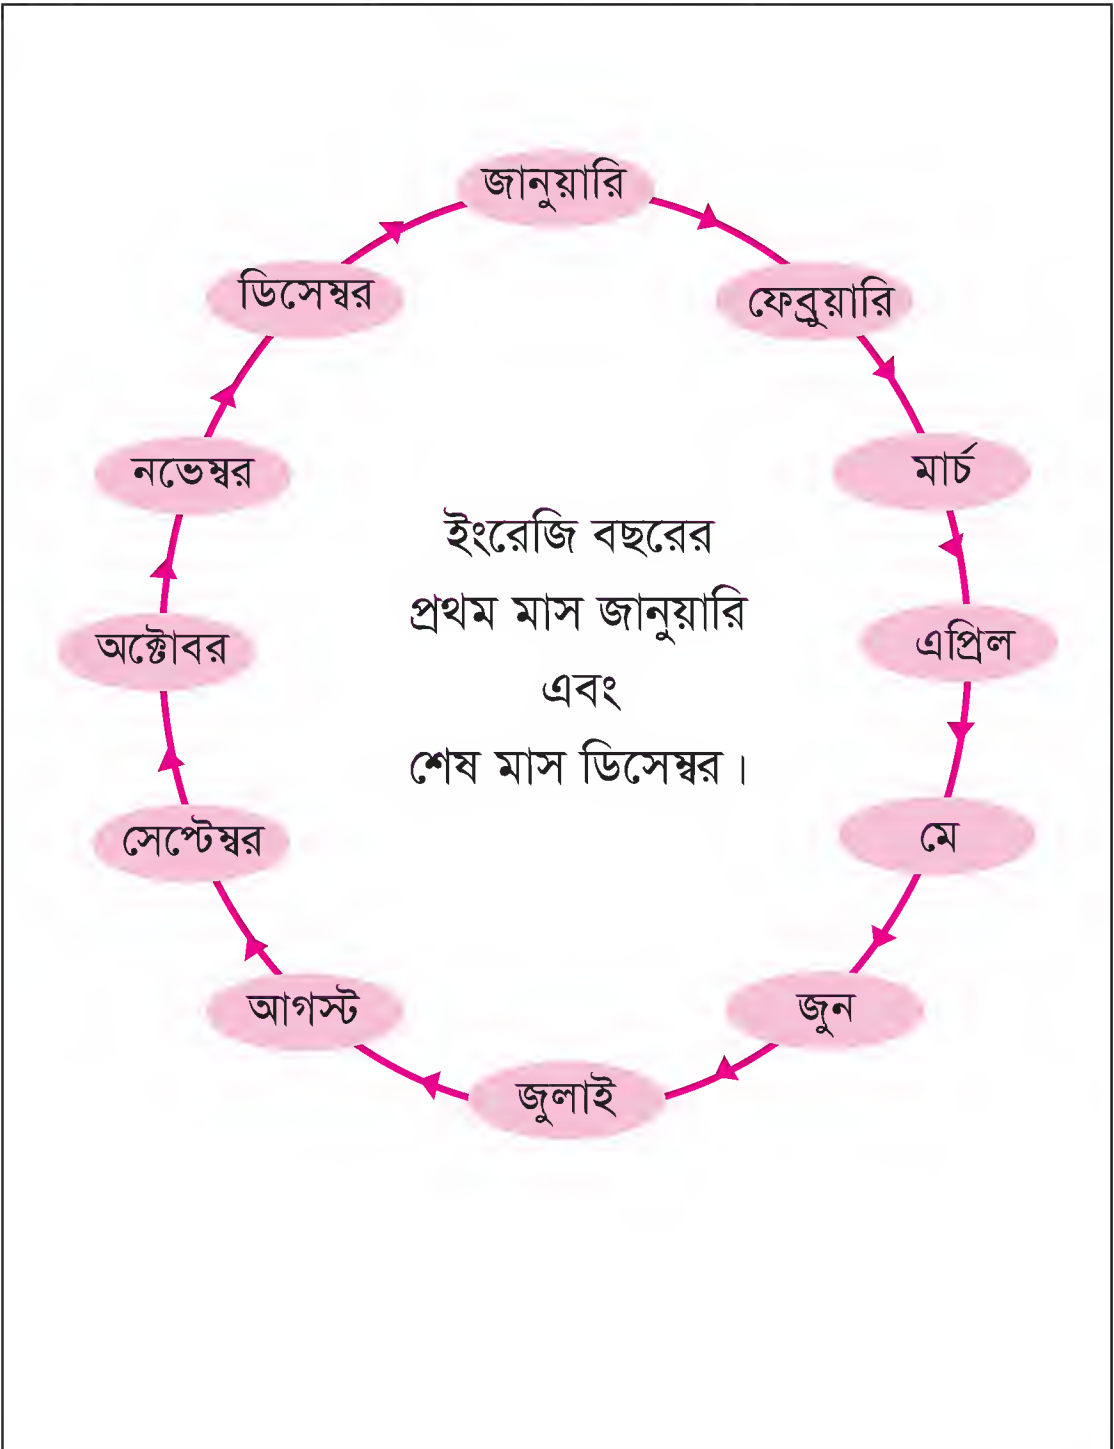 জানুয়ারি
ফেব্রুয়ারি
মার্চ
এপ্রিল
মে
জুন
জুলাই
আগস্ট
সেপ্টেম্বর
অক্টোবর
নভেম্বর
ডিসেম্বর
ইংরেজি বছরের
প্রথম মাস জানুয়ারি
এবং
শেষ মাস ডিসেম্বর।